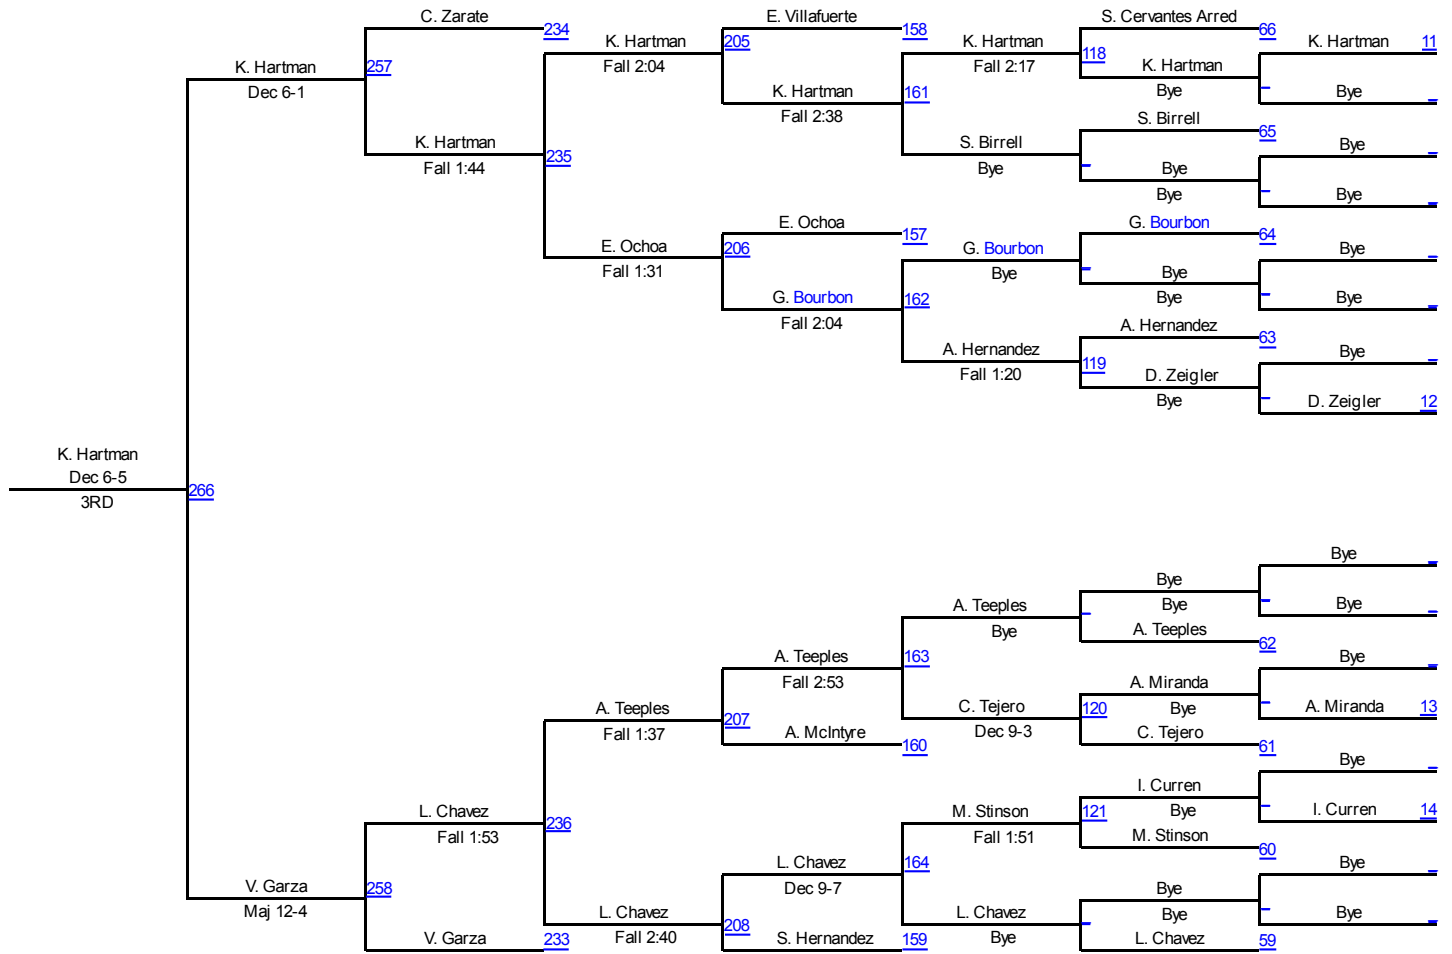 C. Zarate
234
E. Villafuerte
158
S. Cervantes Arred
66
K. Hartman
205
K. Hartman
K. Hartman
11
257
Fall 2:04
Fall 2:17
118
K. Hartman
K. Hartman
Bye
Bye
Dec 6-1
K. Hartman
161
Fall 2:38
S. Birrell
65
K. Hartman
235
S. Birrell
Bye
Fall 1:44
Bye
Bye
Bye
Bye
E. Ochoa
157
G. Bourbon
64
E. Ochoa
206
G. Bourbon
Bye
Fall 1:31
Bye
Bye
Bye
Bye
G. Bourbon
162
Fall 2:04
A. Hernandez
63
A. Hernandez
119
Bye
Fall 1:20
D. Zeigler
Bye
D. Zeigler
12
K. Hartman
Dec 6-5
266
3RD
Bye
Bye
A. Teeples
Bye
Bye
Bye
A. Teeples
62
A. Teeples
163
Bye
Fall 2:53
A. Miranda
A. Teeples
C. Tejero
120
Bye
A. Miranda
13
Fall 1:37
207
A. McIntyre
160
Dec 9-3
C. Tejero
61
Bye
I. Curren
L. Chavez
236
M. Stinson
121
Bye
I. Curren
14
Fall 1:53
Fall 1:51
M. Stinson
60
L. Chavez
164
Bye
V. Garza
258
Dec 9-7
Bye
Maj 12-4
L. Chavez
208
L. Chavez
Bye
Bye
Fall 2:40
Bye
V. Garza
233
S. Hernandez
159
L. Chavez
59